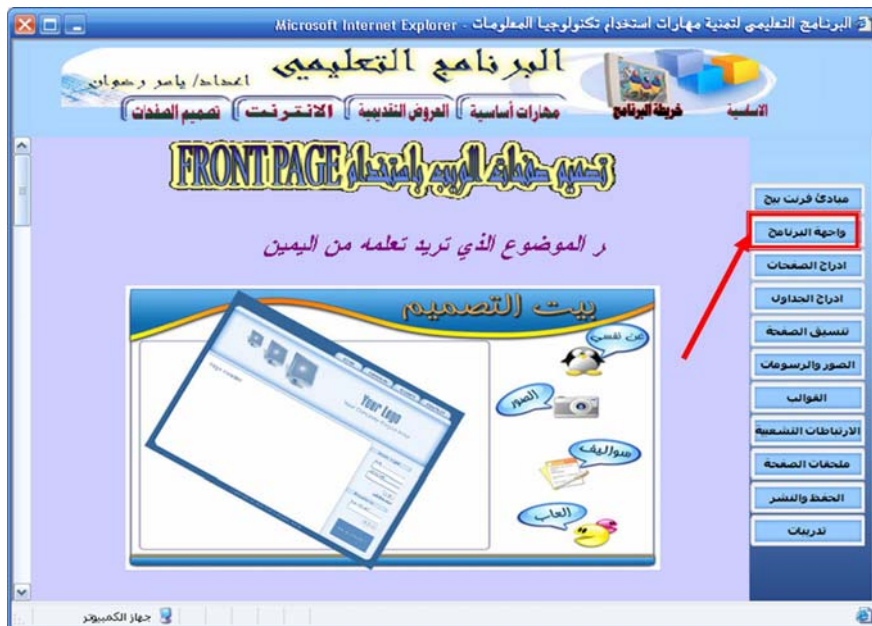 البرنامج التعليمي لتمنية مهارات استخدام تكنولوجيا المعلومات - Microsoft Internet Explorer
البرنامج التعليمى
اعداد/ ياسر رضوان
الاساسية
خريطة البرنامج
مهارات أساسية
العروض التقديمية
الانترنت
تصميم الصفحات
تصميم صفحات الويب باستخدام FRONT PAGE
ر الموضوع الذي تريد تعلمه من اليمين
مبادئ فرنت بيج
واجهة البرنامج
ادراج الصفحات
ادراج الجداول
تنسيق الصفحة
الصور والرسومات
القوالب
الارتباطات التشعبية
ملحقات الصفحة
الحفظ والنشر
تدريبات
بيت التصميم
عن نفسي
الصور
سواليف
العاب
Your Logo
جهاز الكمبيوتر